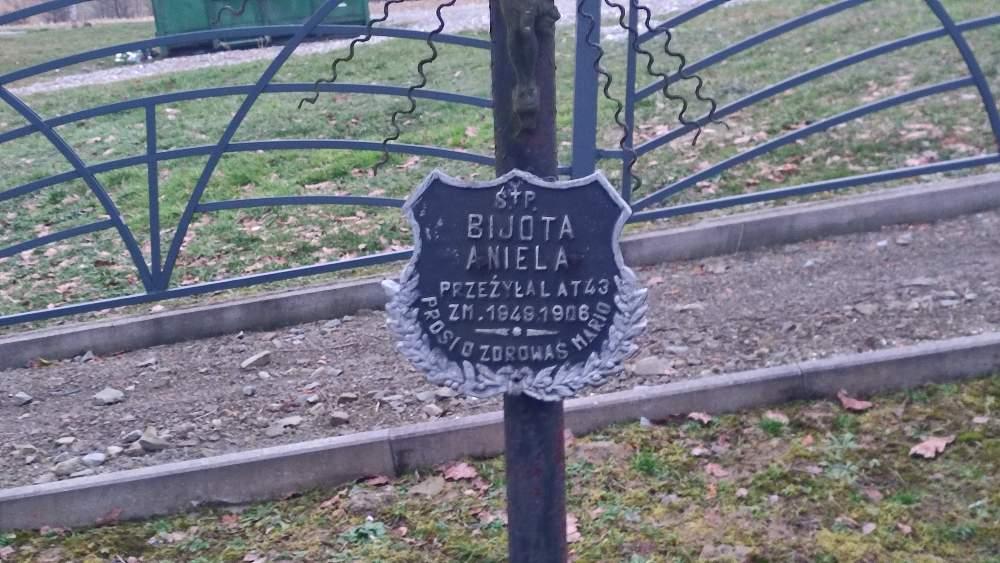 Ś†P.
BIJOTA
ANIELA
PRZEŻYŁA LAT 43
ZM. 1949 1906
PROSI O ZDROWAŚ MARIO